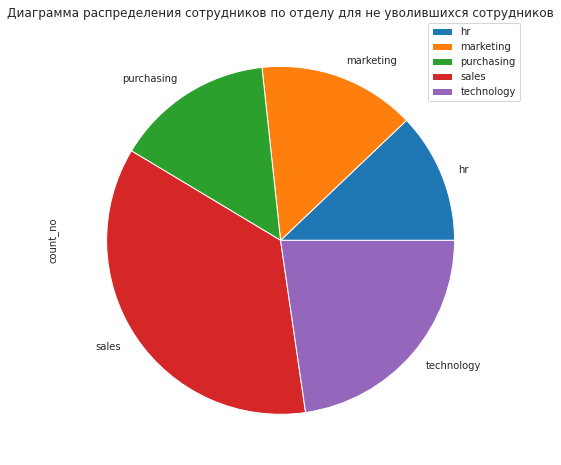 Диаграмма распределения сотрудников по отделу для не уволившихся сотрудников
hr
marketing
purchasing
sales
technology
marketing
purchasing
hr
count_no
sales
technology